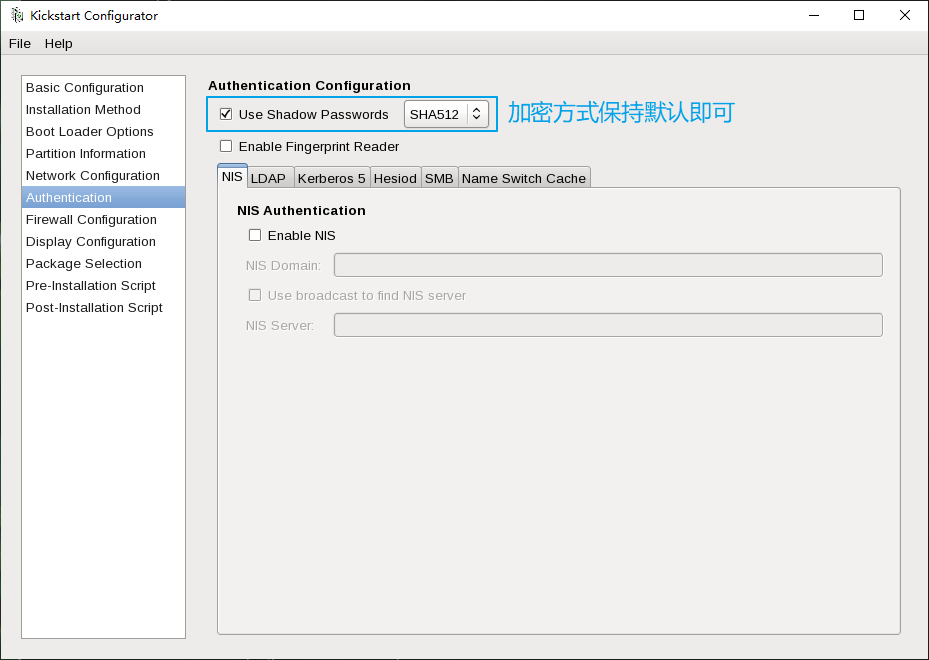 Kickstart Configurator
File Help
Basic Configuration
Installation Method
Boot Loader Options
Partition Information
Network Configuration
Authentication
Firewall Configuration
Display Configuration
Package Selection
Pre-Installation Script
Post-Installation Script
Authentication Configuration
Use Shadow Passwords SHA512 加密方式保持默认即可
Enable Fingerprint Reader
NIS LDAP Kerberos 5 Hesiod SMB Name Switch Cache
NIS Authentication
Enable NIS
NIS Domain:
Use broadcast to find NIS server
NIS Server: